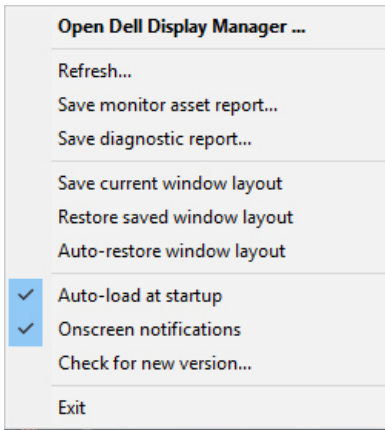 Open Dell Display Manager ...
Refresh...
Save monitor asset report...
Save diagnostic report...
Save current window layout
Restore saved window layout
Auto-restore window layout
Auto-load at startup
Onscreen notifications
Check for new version...
Exit